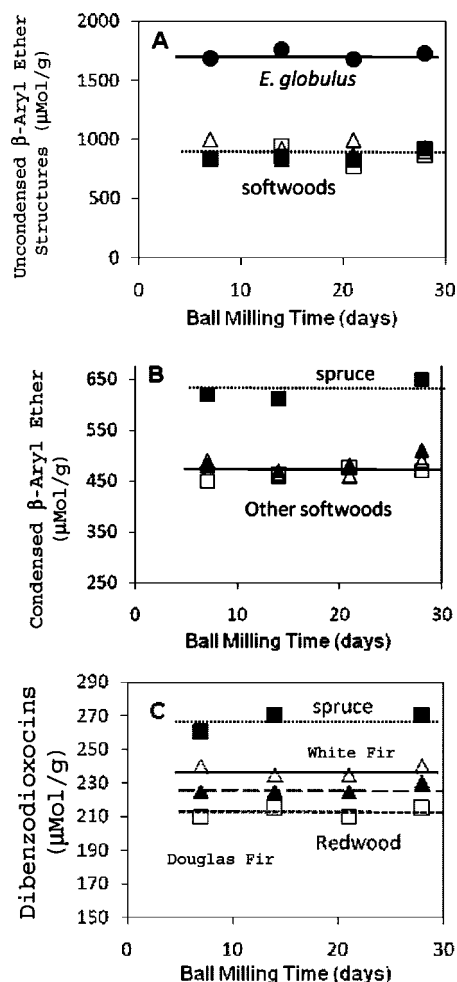 Uncondensed β-Aryl Ether
Structures (μMol/g)
A
2000
1500
1000
500
0
E. globulus
softwoods
0 10 20 30
Ball Milling Time (days)
Condensed β-Aryl Ether
(μMol/g)
B
650
550
450
350
250
spruce
Other softwoods
0 10 20 30
Ball Milling Time (days)
Dibenzodioxocins
(μMol/g)
C
290
270
250
230
210
190
170
150
spruce
White Fir
Redwood
Douglas Fir
0 10 20 30
Ball Milling Time (days)